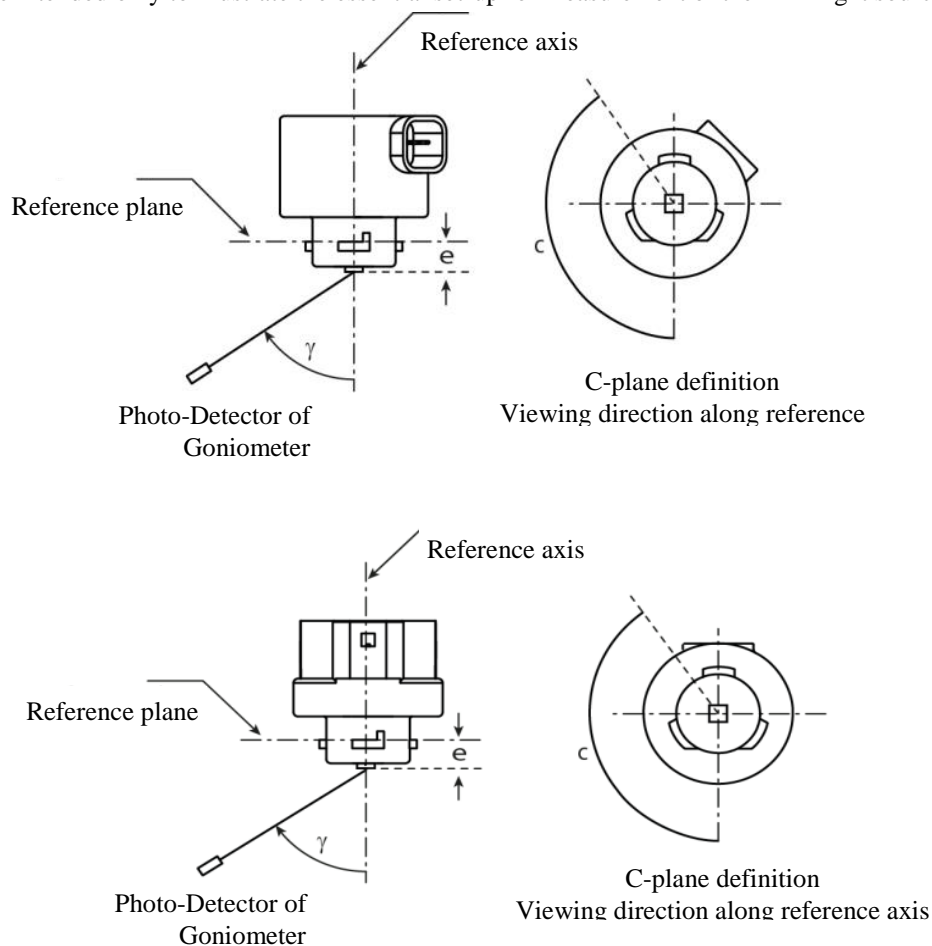 Reference axis
Reference plane
e
c
γ
C-plane definition
Photo-Detector of
Viewing direction along reference
Goniometer
Reference axis
Reference plane
e
c
γ
C-plane definition
Photo-Detector of
Viewing direction along reference axis
Goniometer